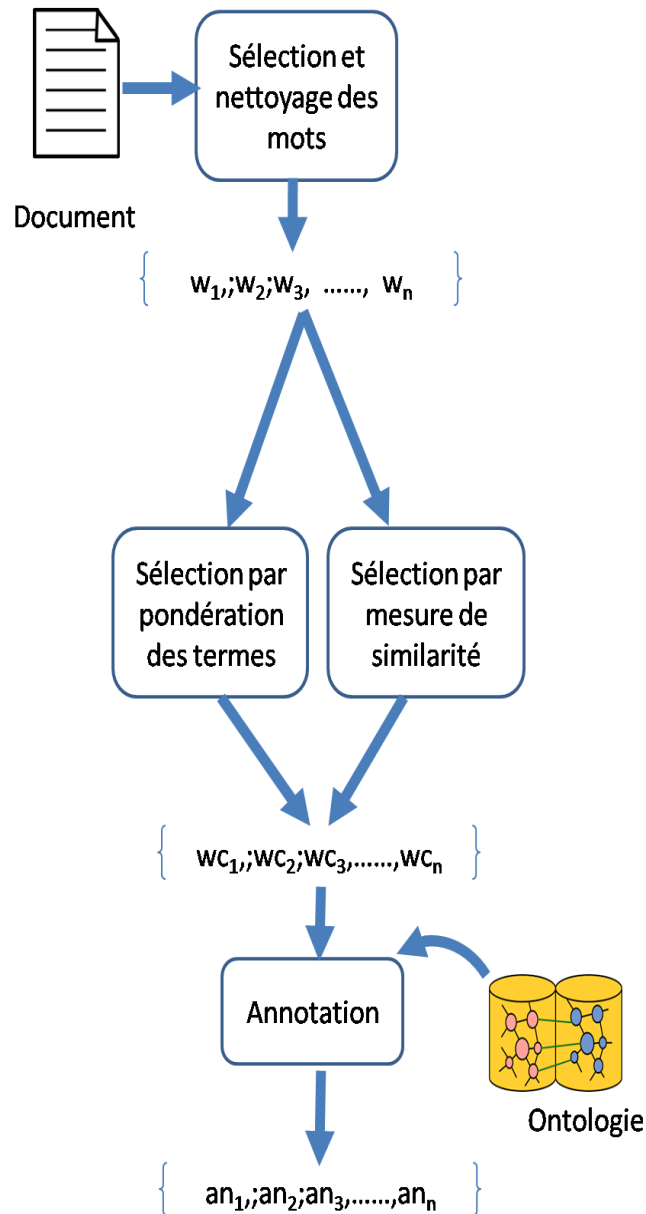 Sélection et
nettoyage des
mots
Document
{ w1,;w2;w3, ......, wn }
Sélection par
pondération
des termes
Sélection par
mesure de
similarité
{ wc1,;wc2;wc3,......,wcn }
Annotation
Ontologie
{ an1,;an2;an3,......,ann }